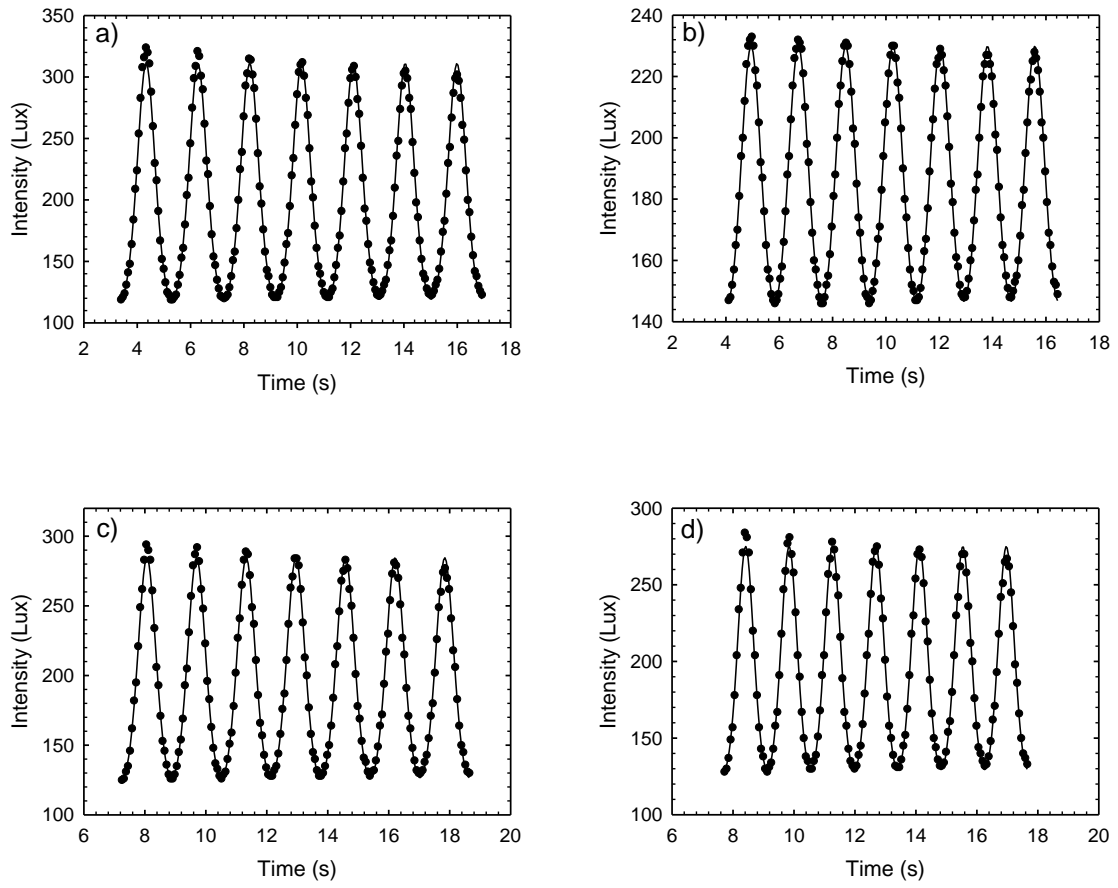 a)
Intensity (Lux)
350
300
250
200
150
100
2 4 6 8 10 12 14 16 18
Time (s)
b)
Intensity (Lux)
240
220
200
180
160
140
2 4 6 8 10 12 14 16 18
Time (s)
c)
Intensity (Lux)
300
250
200
150
100
6 8 10 12 14 16 18 20
Time (s)
d)
Intensity (Lux)
300
250
200
150
100
6 8 10 12 14 16 18 20
Time (s)